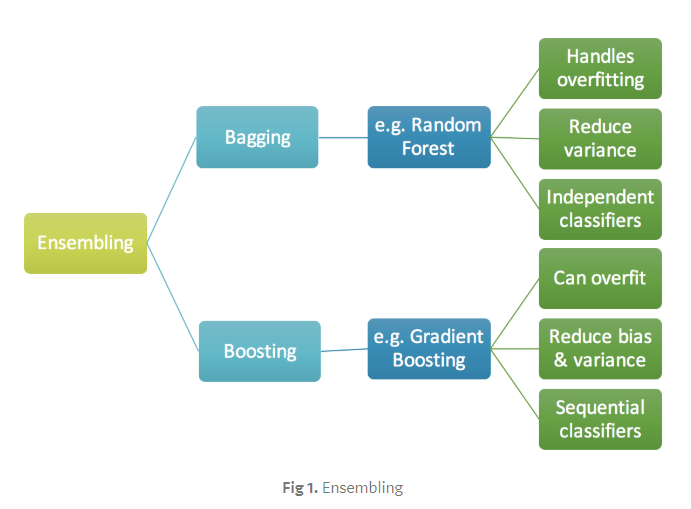 Handles
overfitting
e.g. Random
Forest
Bagging
Reduce
variance
Independent
classifiers
Ensembling
Can overfit
e.g. Gradient
Boosting
Boosting
Reduce bias
& variance
Sequential
classifiers
Fig 1. Ensembling